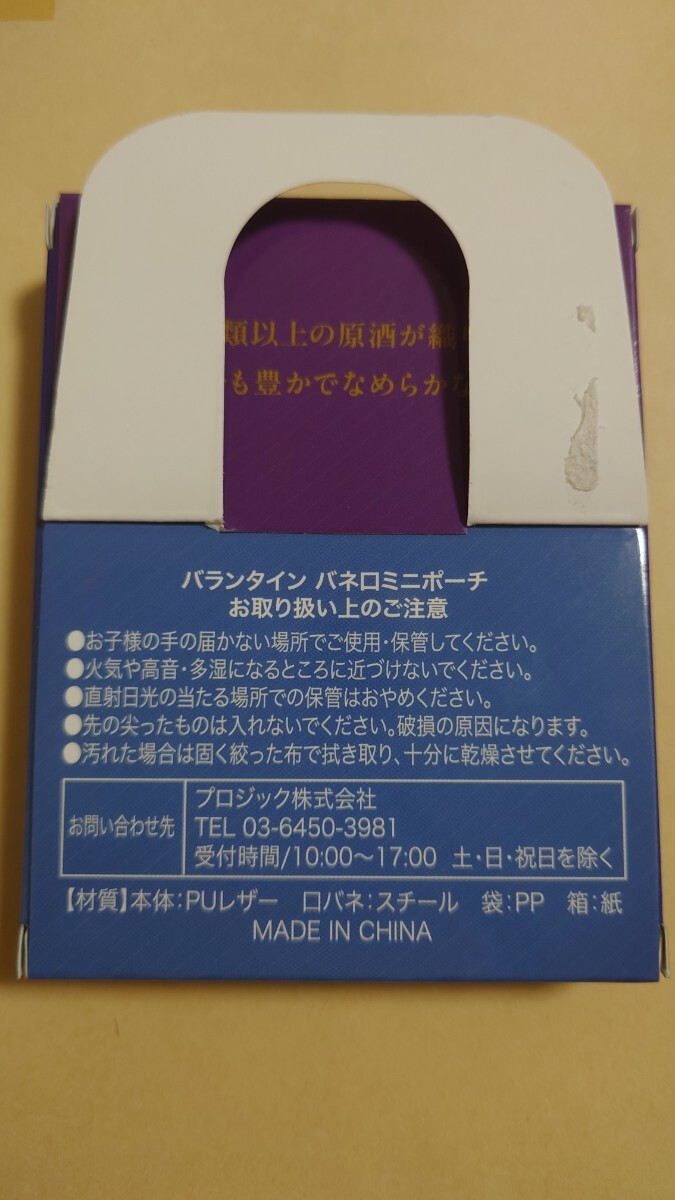 類以上の原酒が織
も豊かでなめらかな
バランタイン バネ口ミニポーチ
お取り扱い上のご注意
●お子様の手の届かない場所でご使用・保管してください。
●火気や高音・多湿になるところに近づけないでください。
●直射日光の当たる場所での保管はおやめください。
●先の尖ったものは入れないでください。破損の原因になります。
●汚れた場合は固く絞った布で拭き取り、十分に乾燥させてください。
お問い合わせ先
プロジック株式会社
TEL 03-6450-3981
受付時間/10:00〜17:00 土・日・祝日を除く
【材質】本体:PUレザー 口バネ:スチール 袋:PP 箱:紙
MADE IN CHINA